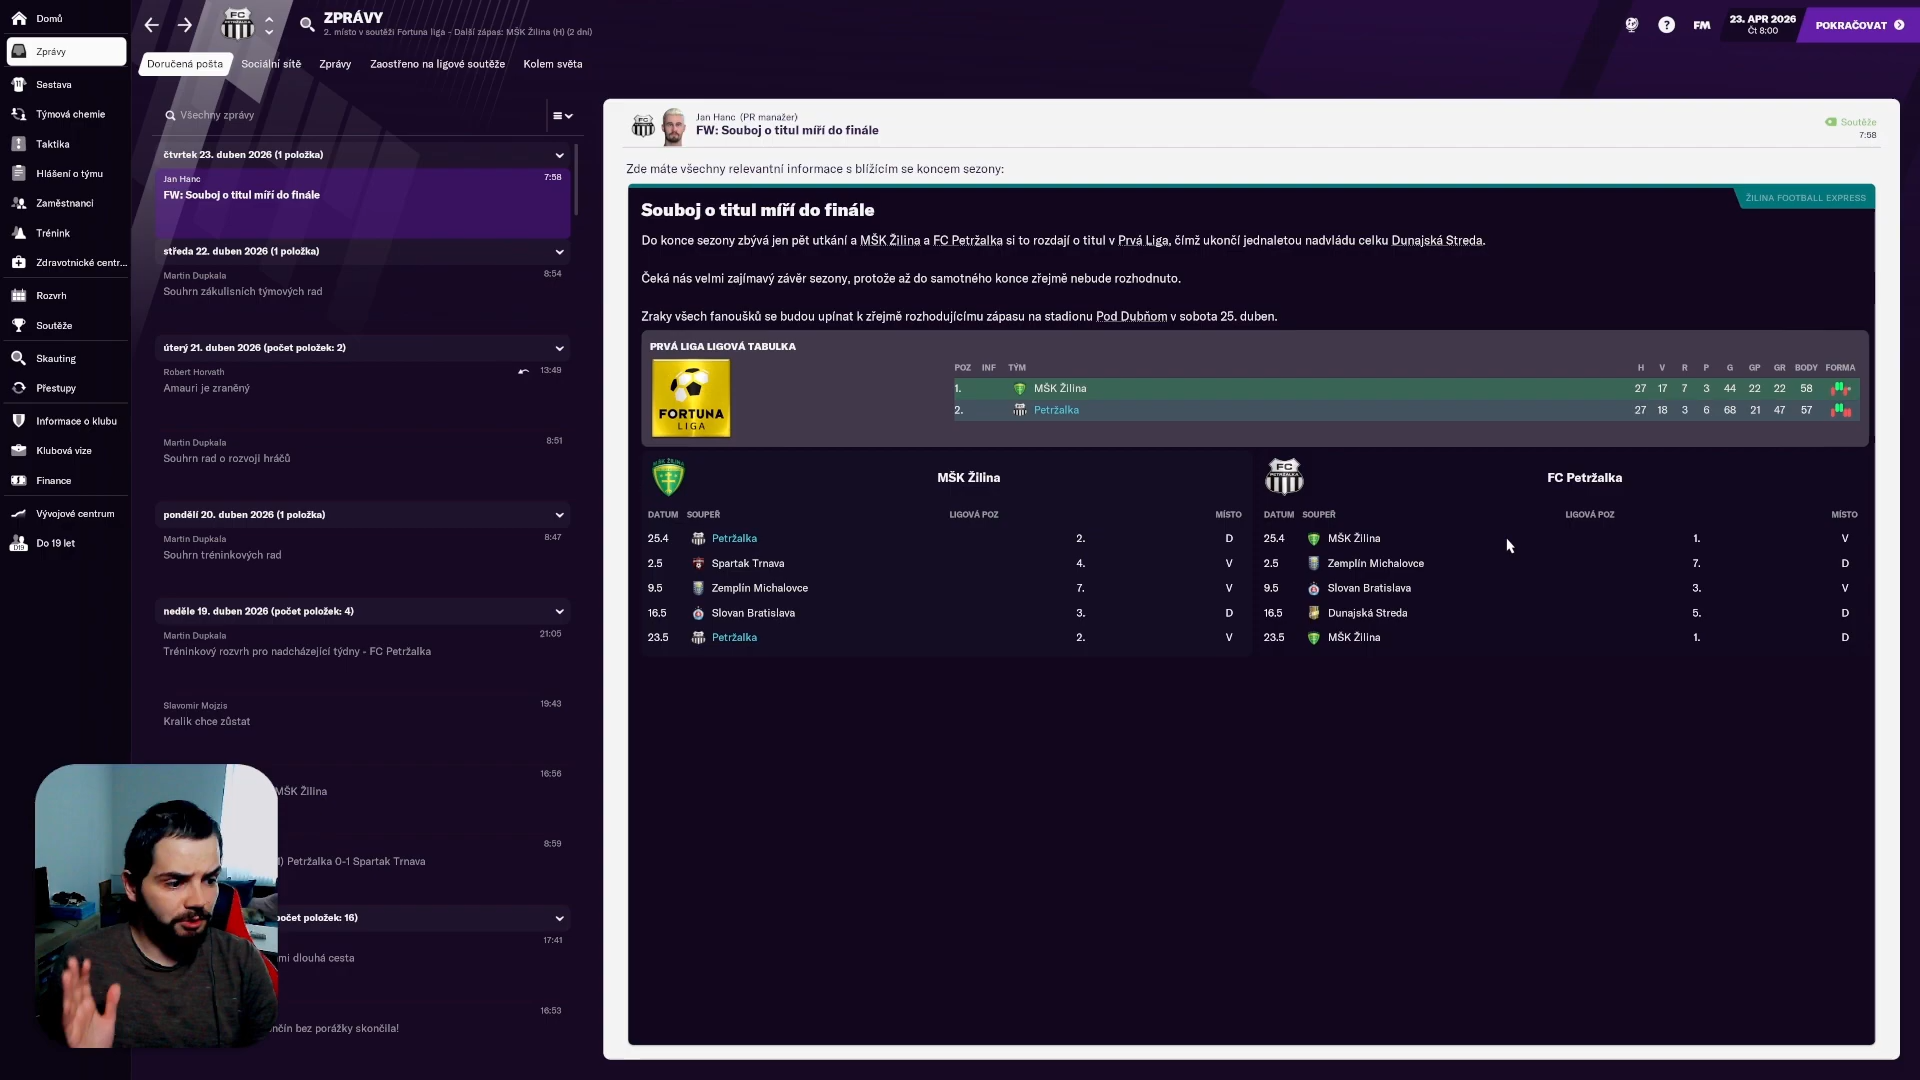 Domů
Zprávy
Sestava
Týmová chemie
Taktika
Hlášení o týmu
Zaměstnanci
Trénink
Zdravotnické centr...
Rozvrh
Soutěže
Skauting
Přestupy
Informace o klubu
Klubová vize
Finance
Vývojové centrum
Do 19 let
ZPRÁVY
2. místo v soutěži Fortuna liga - Další zápas: MŠK Žilina (H) (2 dní)
FM
23. APR 2026
Čt 8:00
POKRAČOVAT
Doručená pošta
Sociální sítě
Zprávy
Zaostřeno na ligové soutěže
Kolem světa
Všechny zprávy
čtvrtek 23. duben 2026 (1 položka)
Jan Hanc 7:58
FW: Souboj o titul míří do finále
středa 22. duben 2026 (1 položka)
Martin Dupkala 8:54
Souhrn zákulisních týmových rad
úterý 21. duben 2026 (počet položek: 2)
Robert Horvath 13:49
Amauri je zraněný
Martin Dupkala 8:51
Souhrn rad o rozvoji hráčů
pondělí 20. duben 2026 (1 položka)
Martin Dupkala 8:47
Souhrn tréninkových rad
neděle 19. duben 2026 (počet položek: 4)
Martin Dupkala 21:05
Tréninkový rozvrh pro nadcházející týdny - FC Petržalka
Slavomir Mojzis 19:43
Kralik chce zůstat
16:56
MŠK Žilina
8:59
) Petržalka 0-1 Spartak Trnava
počet položek: 16)
17:41
mi dlouhá cesta
16:53
nčín bez porážky skončila!
Jan Hanc (PR manažer)
FW: Souboj o titul míří do finále
Soutěže
7:58
Zde máte všechny relevantní informace s blížícím se koncem sezony:
ŽILINA FOOTBALL EXPRESS
Souboj o titul míří do finále
Do konce sezony zbývá jen pět utkání a MŠK Žilina a FC Petržalka si to rozdají o titul v Prvá Liga, čímž ukončí jednaletou nadvládu celku Dunajská Streda.
Čeká nás velmi zajímavý závěr sezony, protože až do samotného konce zřejmě nebude rozhodnuto.
Zraky všech fanoušků se budou upínat k zřejmě rozhodujícímu zápasu na stadionu Pod Dubňom v sobota 25. duben.
PRVÁ LIGA LIGOVÁ TABULKA
FORTUNA
LIGA
POZ INF TÝM H V R P G GP GR BODY FORMA
1. MŠK Žilina 27 17 7 3 44 22 22 58
2. Petržalka 27 18 3 6 68 21 47 57
MŠK Žilina
DATUM SOUPEŘ LIGOVÁ POZ MÍSTO
25.4 Petržalka 2. D
2.5 Spartak Trnava 4. V
9.5 Zemplín Michalovce 7. V
16.5 Slovan Bratislava 3. D
23.5 Petržalka 2. V
FC Petržalka
DATUM SOUPEŘ LIGOVÁ POZ MÍSTO
25.4 MŠK Žilina 1. V
2.5 Zemplín Michalovce 7. D
9.5 Slovan Bratislava 3. V
16.5 Dunajská Streda 5. D
23.5 MŠK Žilina 1. D